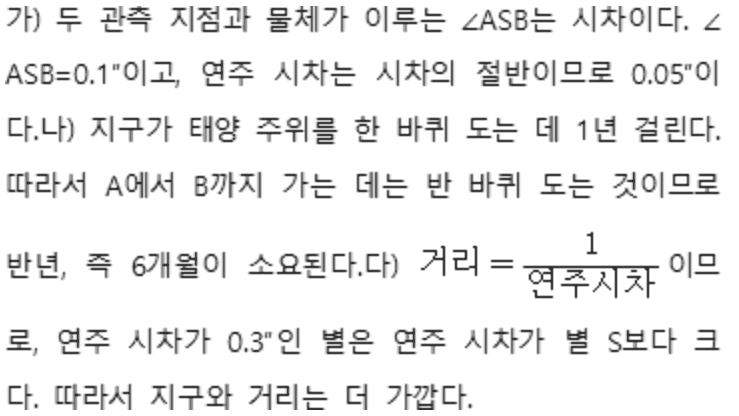 가) 두 관측 지점과 물체가 이루는 ∠ASB는 시차이다. ∠
ASB=0.1"이고, 연주 시차는 시차의 절반이므로 0.05"이
다.나) 지구가 태양 주위를 한 바퀴 도는 데 1년 걸린다.
따라서 A에서 B까지 가는 데는 반 바퀴 도는 것이므로
반년, 즉 6개월이 소요된다.다) 거리 = 1/연주시차 이므
로, 연주 시차가 0.3"인 별은 연주 시차가 별 S보다 크
다. 따라서 지구와 거리는 더 가깝다.